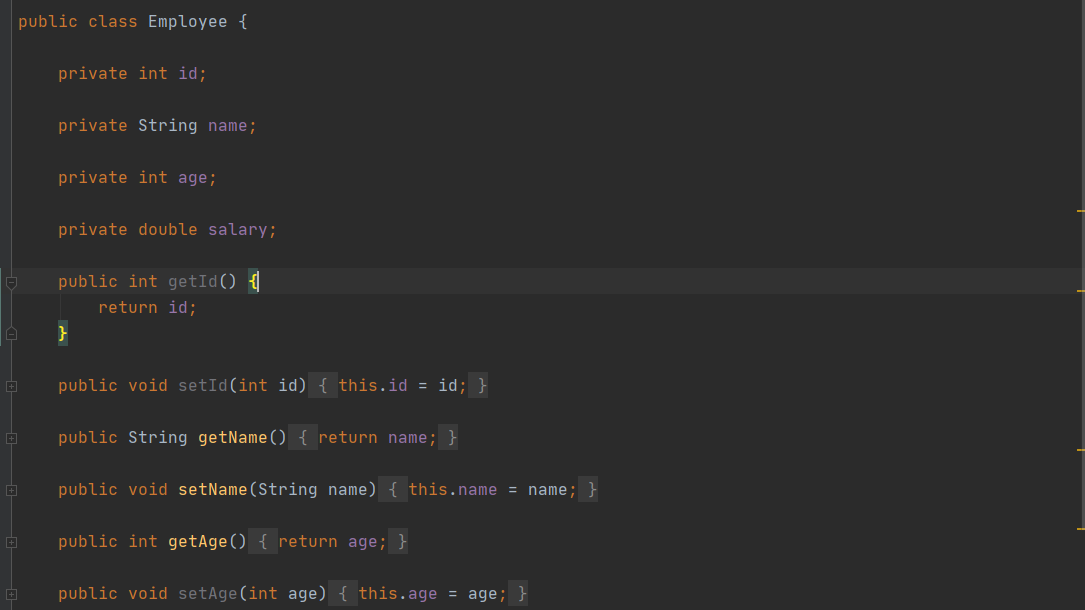 public class Employee {
private int id;
private String name;
private int age;
private double salary;
public int getId() {
return id;
}
public void setId(int id) { this.id = id; }
public String getName() { return name; }
public void setName(String name) { this.name = name; }
public int getAge() { return age; }
public void setAge(int age) { this.age = age; }